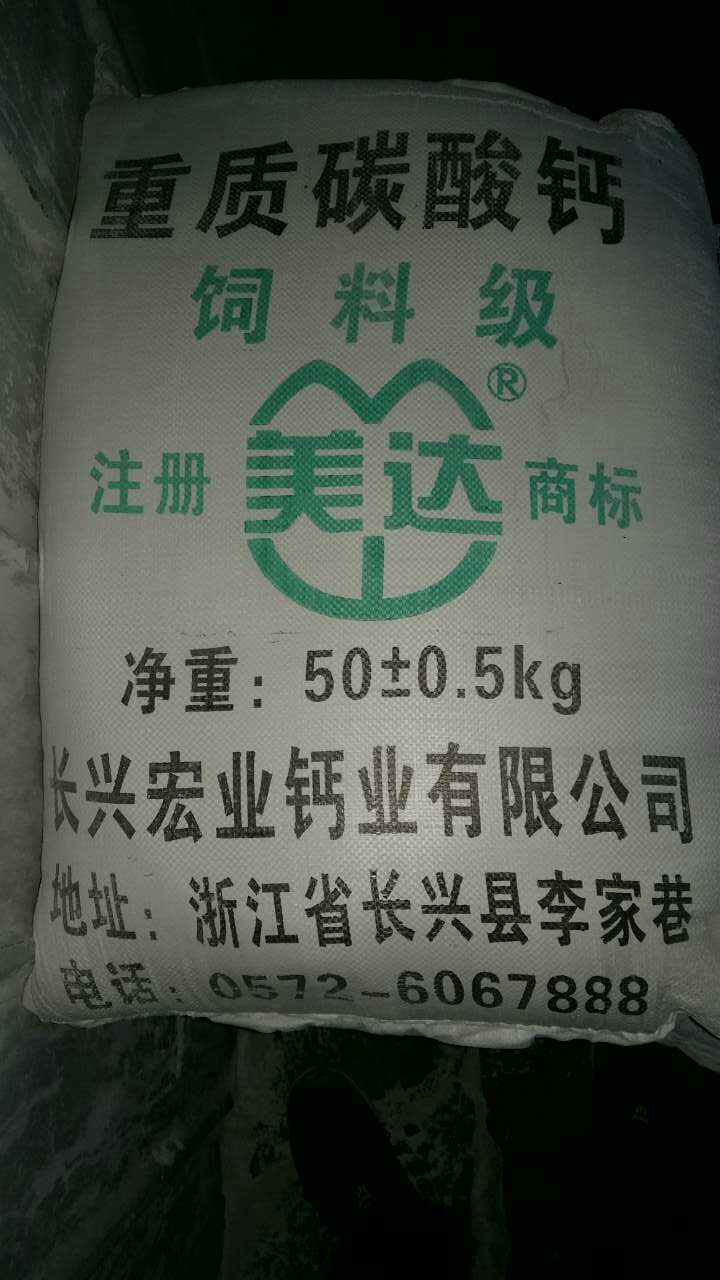 重质碳酸钙
饲料级
®
注册 美达 商标
净重：50±0.5kg
长兴宏业钙业有限公司
地址：浙江省长兴县李家巷
电话：0572-6067888